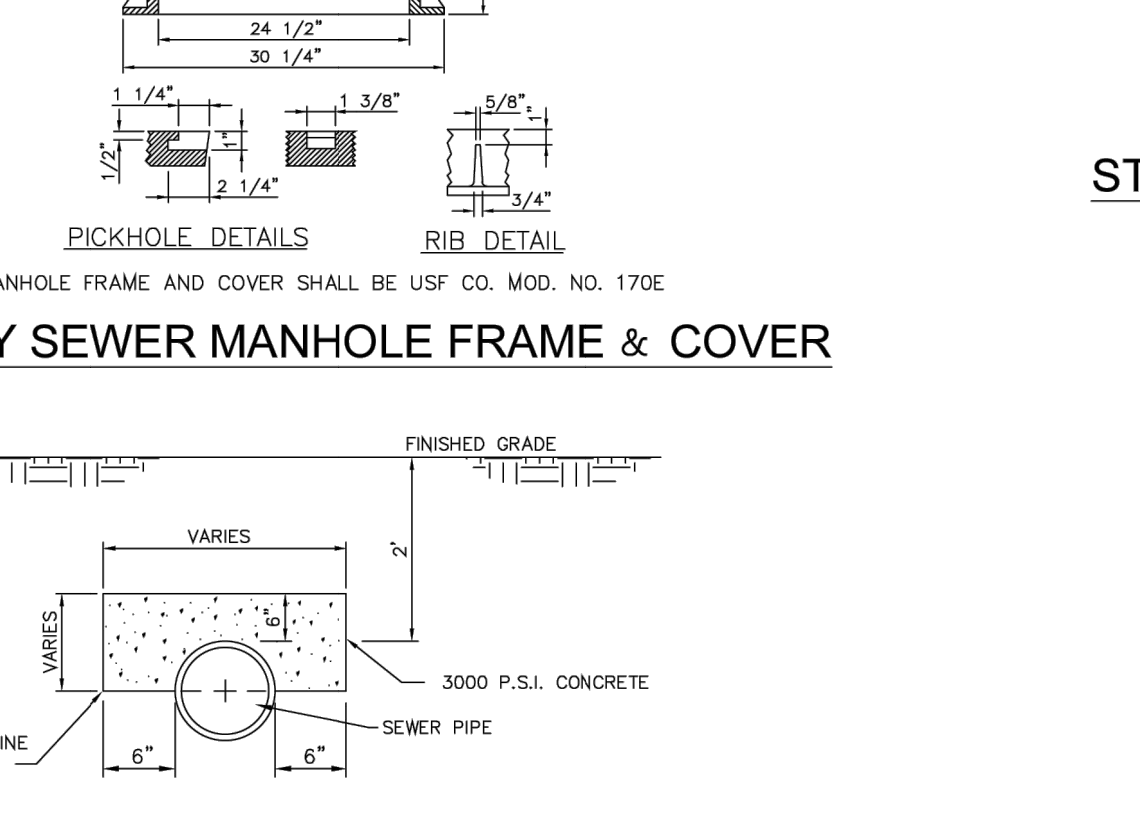 24 1/2"
30 1/4"
1 1/4"
1 3/8"
5/8"
1"
1/2"
1"
2 1/4"
3/4"
PICKHOLE DETAILS
RIB DETAIL
ANHOLE FRAME AND COVER SHALL BE USF CO. MOD. NO. 170E
ST
Y SEWER MANHOLE FRAME & COVER
FINISHED GRADE
VARIES
2'
VARIES
6"
3000 P.S.I. CONCRETE
SEWER PIPE
INE
6"
6"